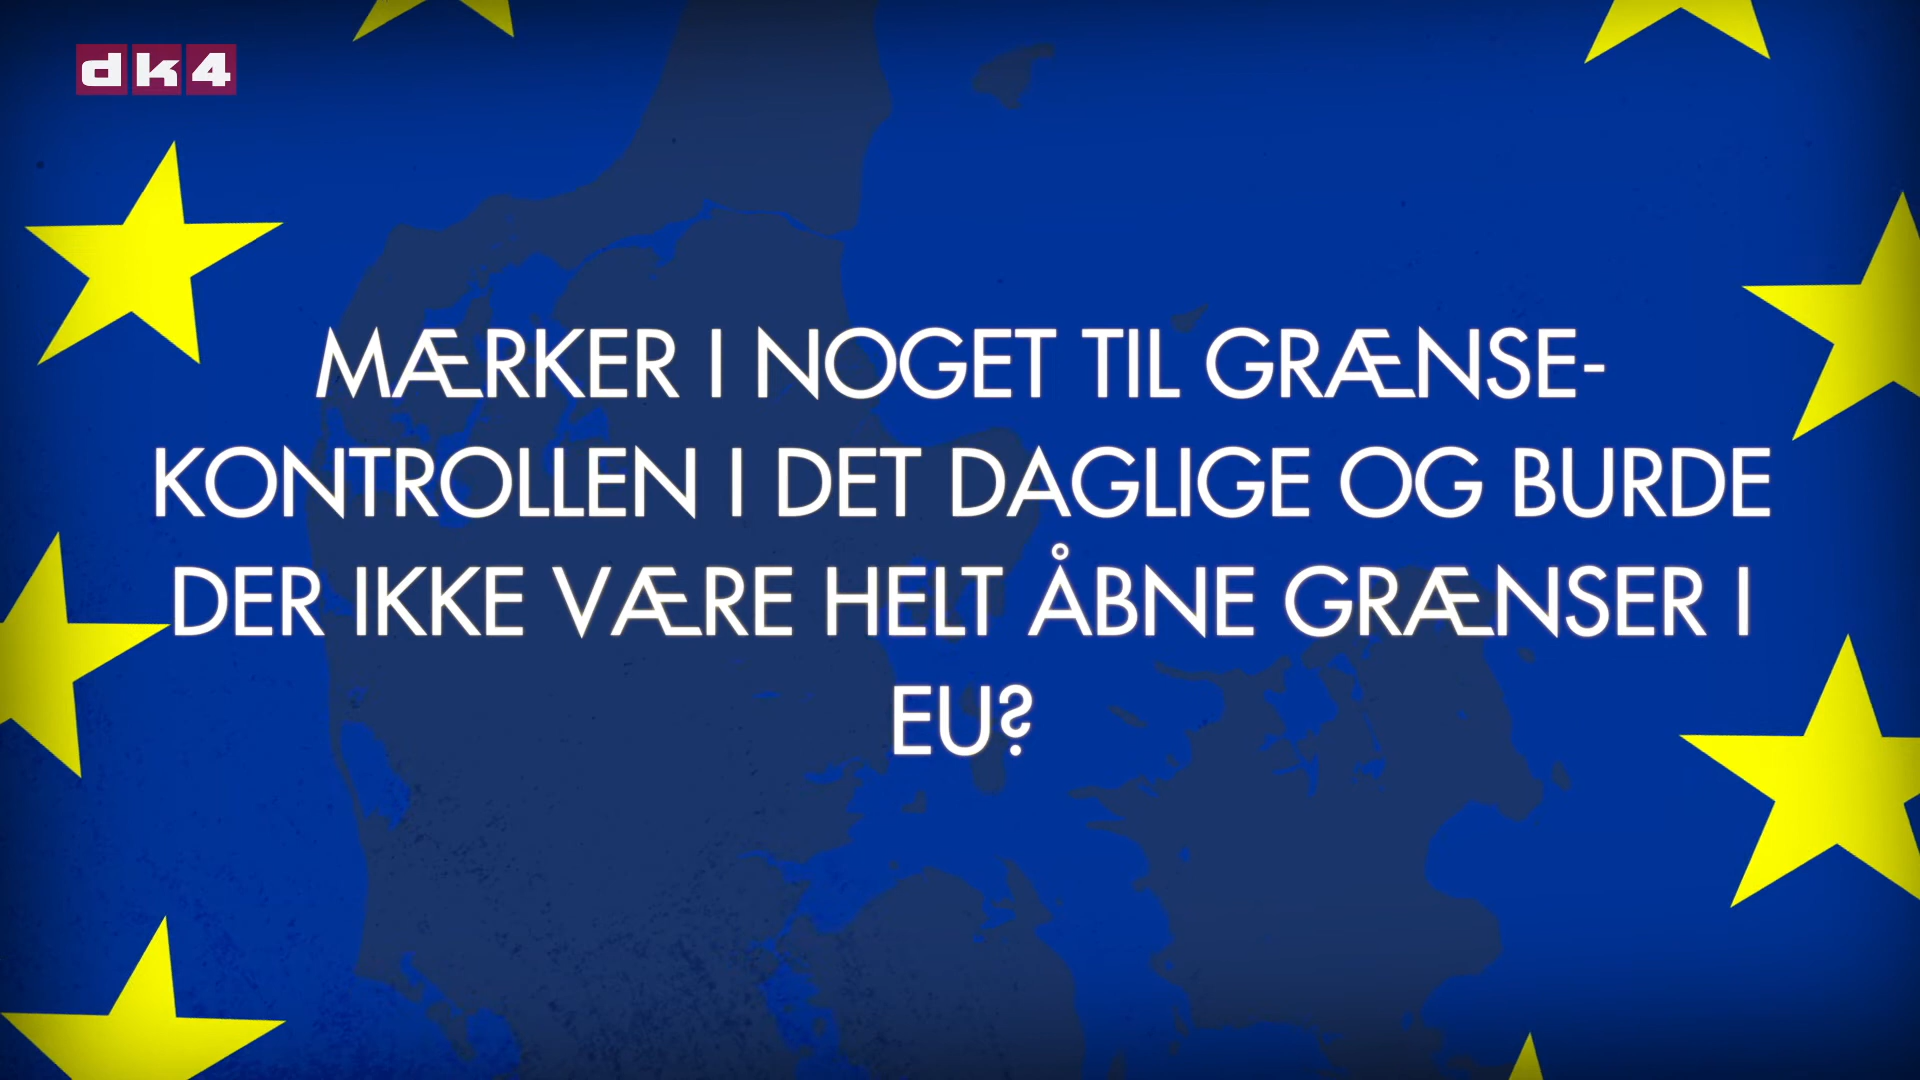 dk4
MÆRKER I NOGET TIL GRÆNSE-
KONTROLLEN I DET DAGLIGE OG BURDE
DER IKKE VÆRE HELT ÅBNE GRÆNSER I
EU?